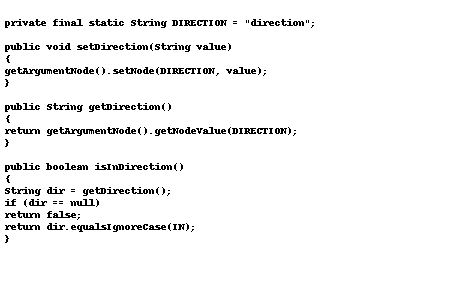 private final static String DIRECTION = "direction";
public void setDirection(String value)
{
getArgumentNode().setNode(DIRECTION, value);
}
public String getDirection()
{
return getArgumentNode().getNodeValue(DIRECTION);
}
public boolean isInDirection()
{
String dir = getDirection();
if (dir == null)
return false;
return dir.equalsIgnoreCase(IN);
}